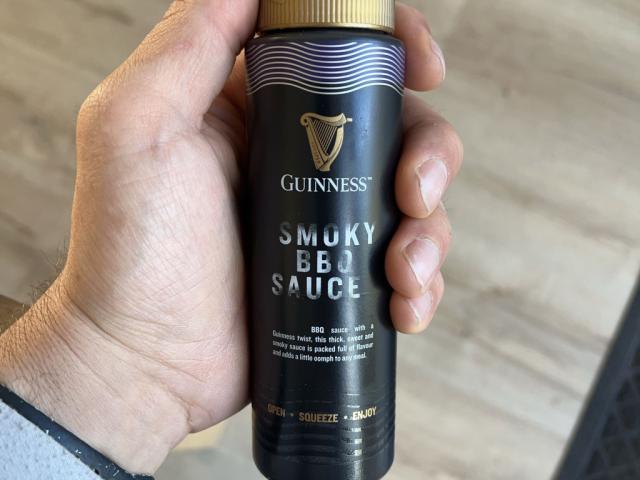 GUINNESS™
SMOKY
BBQ
SAUCE
BBQ sauce with a
Guinness twist, this thick, sweet and
smoky sauce is packed full of flavour
and adds a little oomph to any meal.
OPEN • SQUEEZE • ENJOY